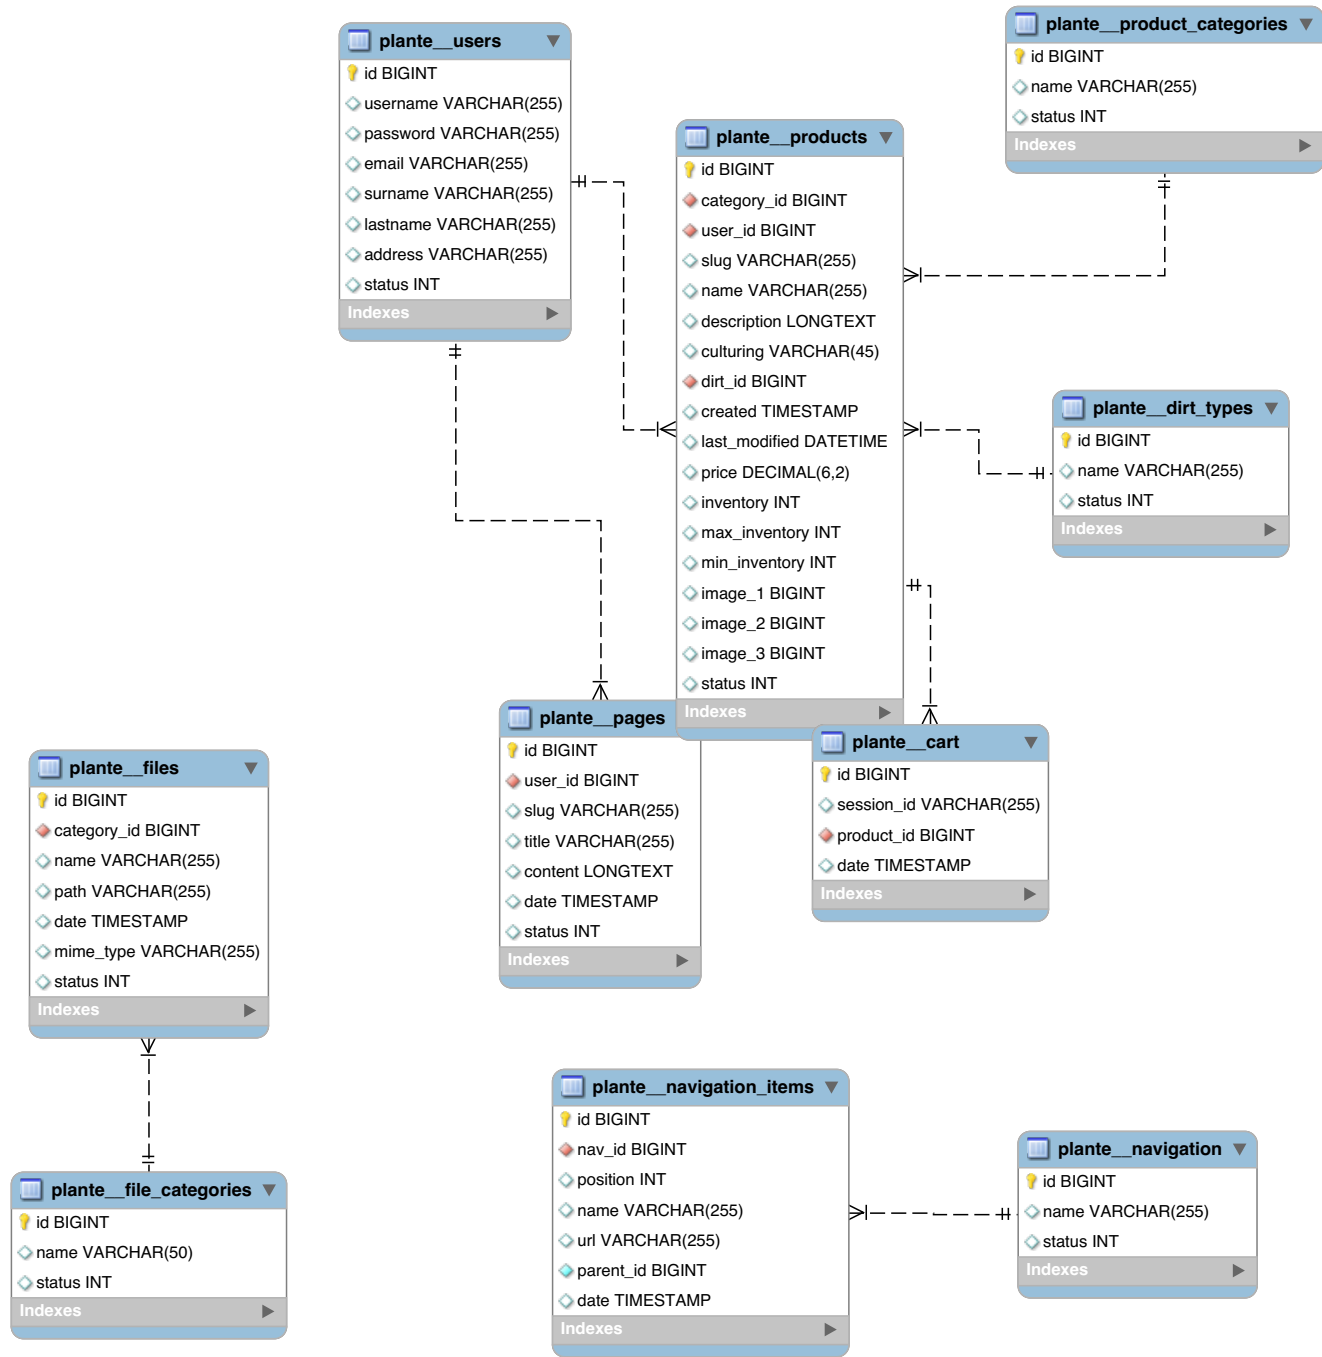 plante__users
id BIGINT
username VARCHAR(255)
password VARCHAR(255)
email VARCHAR(255)
surname VARCHAR(255)
lastname VARCHAR(255)
address VARCHAR(255)
status INT
Indexes
plante__product_categories
id BIGINT
name VARCHAR(255)
status INT
Indexes
plante__products
id BIGINT
category_id BIGINT
user_id BIGINT
slug VARCHAR(255)
name VARCHAR(255)
description LONGTEXT
culturing VARCHAR(45)
dirt_id BIGINT
created TIMESTAMP
last_modified DATETIME
price DECIMAL(6,2)
inventory INT
max_inventory INT
min_inventory INT
image_1 BIGINT
image_2 BIGINT
image_3 BIGINT
status INT
Indexes
plante__dirt_types
id BIGINT
name VARCHAR(255)
status INT
Indexes
plante__pages
id BIGINT
user_id BIGINT
slug VARCHAR(255)
title VARCHAR(255)
content LONGTEXT
date TIMESTAMP
status INT
Indexes
plante__cart
id BIGINT
session_id VARCHAR(255)
product_id BIGINT
date TIMESTAMP
Indexes
plante__files
id BIGINT
category_id BIGINT
name VARCHAR(255)
path VARCHAR(255)
date TIMESTAMP
mime_type VARCHAR(255)
status INT
Indexes
plante__file_categories
id BIGINT
name VARCHAR(50)
status INT
Indexes
plante__navigation_items
id BIGINT
nav_id BIGINT
position INT
name VARCHAR(255)
url VARCHAR(255)
parent_id BIGINT
date TIMESTAMP
Indexes
plante__navigation
id BIGINT
name VARCHAR(255)
status INT
Indexes